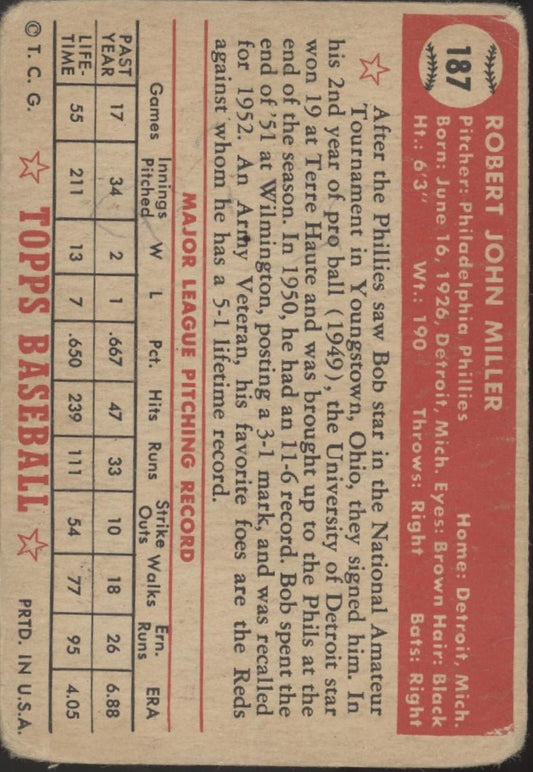 187
ROBERT JOHN MILLER
Pitcher: Philadelphia Phillies Home: Detroit, Mich.
Born: June 16, 1926, Detroit, Mich. Eyes: Brown Hair: Black
Ht.: 6'3" Wt.: 190 Throws: Right Bats: Right
After the Phillies saw Bob star in the National Amateur
Tournament in Youngstown, Ohio, they signed him. In
his 2nd year of pro ball (1949), the University of Detroit star
won 19 at Terre Haute and was brought up to the Phils at the
end of the season. In 1950, he had an 11-6 record. Bob spent the
end of '51 at Wilmington, posting a 3-1 mark, and was recalled
for 1952. An Army Veteran, his favorite foes are the Reds
against whom he has a 5-1 lifetime record.
MAJOR LEAGUE PITCHING RECORD
Games Innings Pitched W L Pct. Hits Runs Strike Outs Walks Ern. Runs ERA
PAST YEAR 17 34 2 1 .667 47 33 10 18 26 6.88
LIFE-TIME 55 211 13 7 .650 239 111 54 77 95 4.05
© T. C. G. TOPPS BASEBALL PRTD. IN U.S.A.